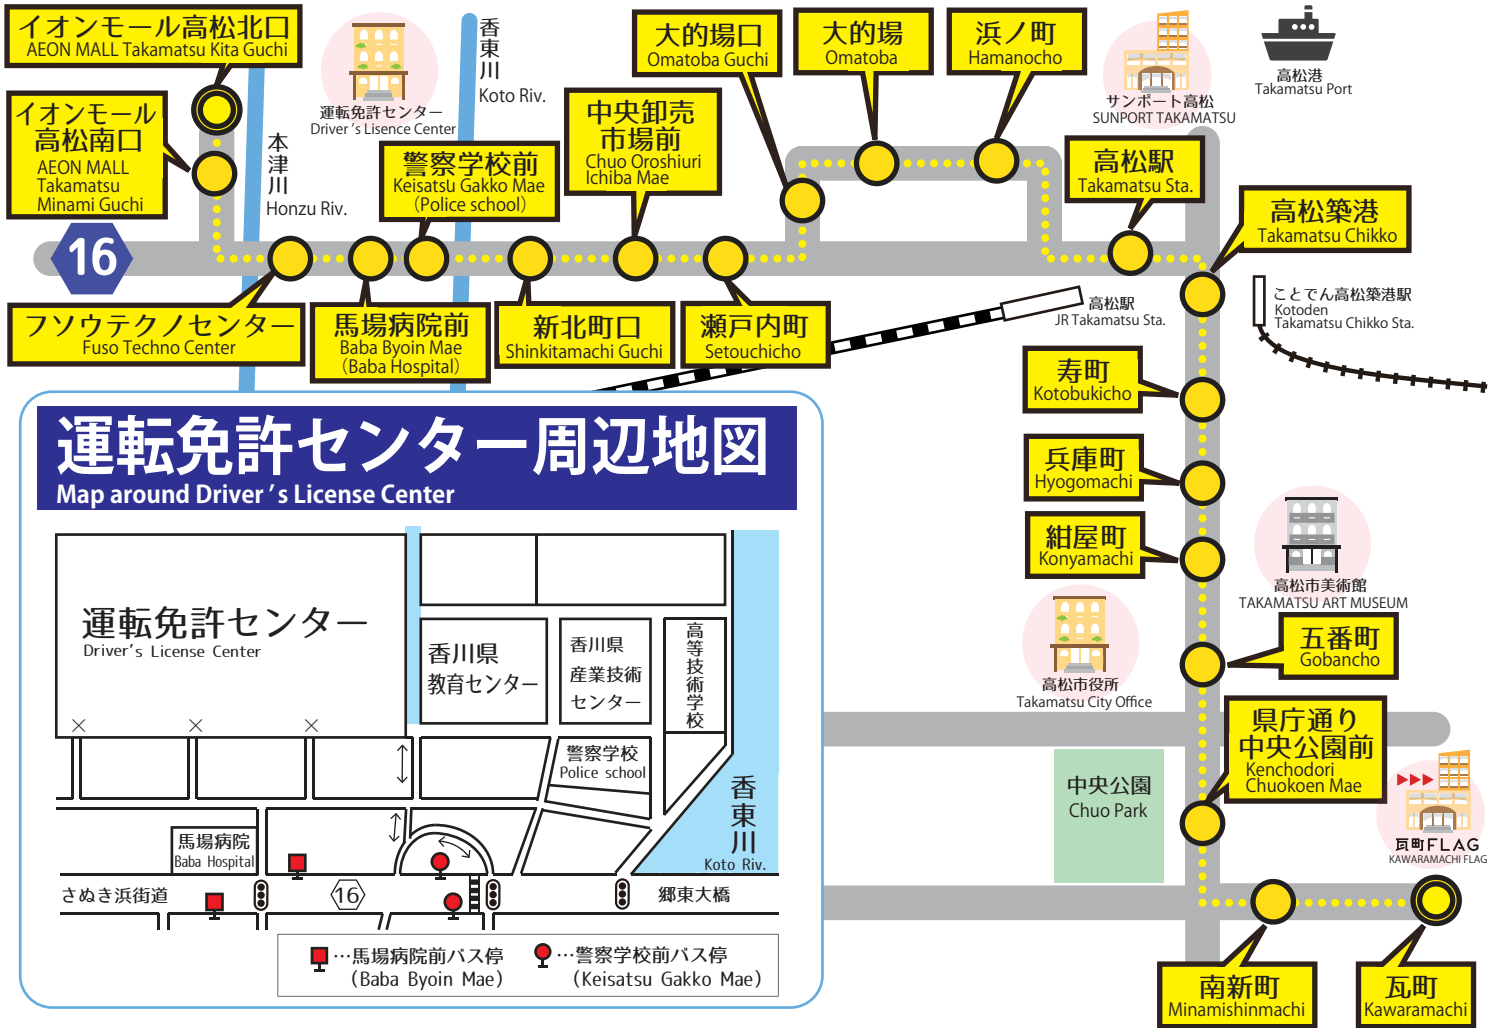 イオンモール高松北口
AEON MALL Takamatsu Kita Guchi
イオンモール
高松南口
AEON MALL
Takamatsu
Minami Guchi
本津川
Honzu Riv.
運転免許センター
Driver 's Lisence Center
香東川
Koto Riv.
警察学校前
Keisatsu Gakko Mae
(Police school)
中央卸売
市場前
Chuo Oroshiuri
Ichiba Mae
大的場口
Omatoba Guchi
大的場
Omatoba
浜ノ町
Hamanocho
サンポート高松
SUNPORT TAKAMATSU
高松港
Takamatsu Port
高松駅
Takamatsu Sta.
高松築港
Takamatsu Chikko
16
フソウテクノセンター
Fuso Techno Center
馬場病院前
Baba Byoin Mae
(Baba Hospital)
新北町口
Shinkitamachi Guchi
瀬戸内町
Setouchicho
高松駅
JR Takamatsu Sta.
ことでん高松築港駅
Kotoden
Takamatsu Chikko Sta.
寿町
Kotobukicho
兵庫町
Hyogomachi
紺屋町
Konyamachi
高松市美術館
TAKAMATSU ART MUSEUM
五番町
Gobancho
高松市役所
Takamatsu City Office
県庁通り
中央公園前
Kenchodori
Chuokoen Mae
中央公園
Chuo Park
瓦町FLAG
KAWARAMACHI FLAG
南新町
Minamishinmachi
瓦町
Kawaramachi
運転免許センター周辺地図
Map around Driver 's License Center
運転免許センター
Driver's License Center
香川県
教育センター
香川県
産業技術
センター
高等技術学校
警察学校
Police school
香東川
Koto Riv.
馬場病院
Baba Hospital
さぬき浜街道
16
郷東大橋
…馬場病院前バス停
(Baba Byoin Mae)
…警察学校前バス停
(Keisatsu Gakko Mae)